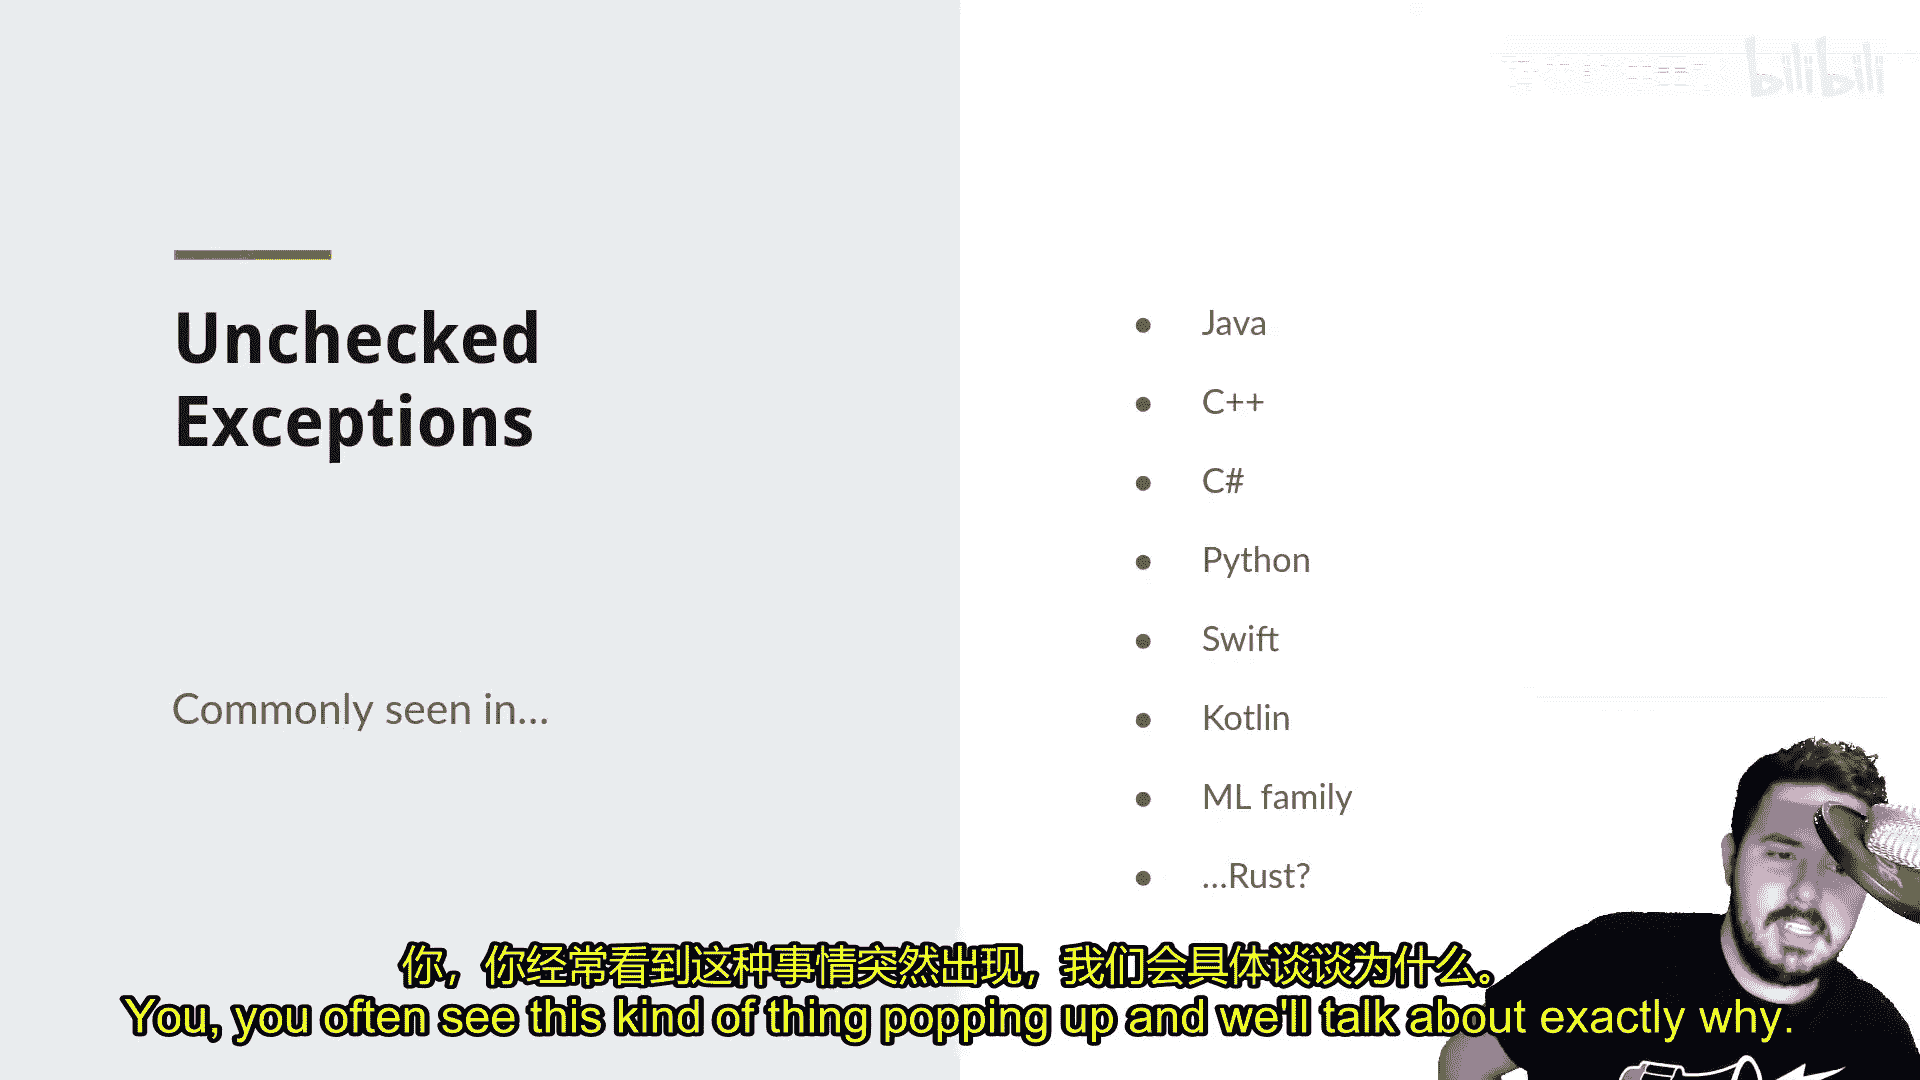 bilibili
Unchecked
Exceptions
Commonly seen in...
● Java
● C++
● C#
● Python
● Swift
● Kotlin
● ML family
● ...Rust?
你，你经常看到这种事情突然出现，我们会具体谈谈为什么。
You, you often see this kind of thing popping up and we'll talk about exactly why.